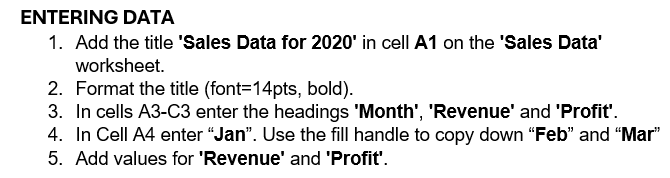 ENTERING DATA
1. Add the title 'Sales Data for 2020' in cell A1 on the 'Sales Data'
worksheet.
2. Format the title (font=14pts, bold).
3. In cells A3-C3 enter the headings 'Month', 'Revenue' and 'Profit'.
4. In Cell A4 enter “Jan”. Use the fill handle to copy down “Feb” and “Mar”
5. Add values for 'Revenue' and 'Profit'.